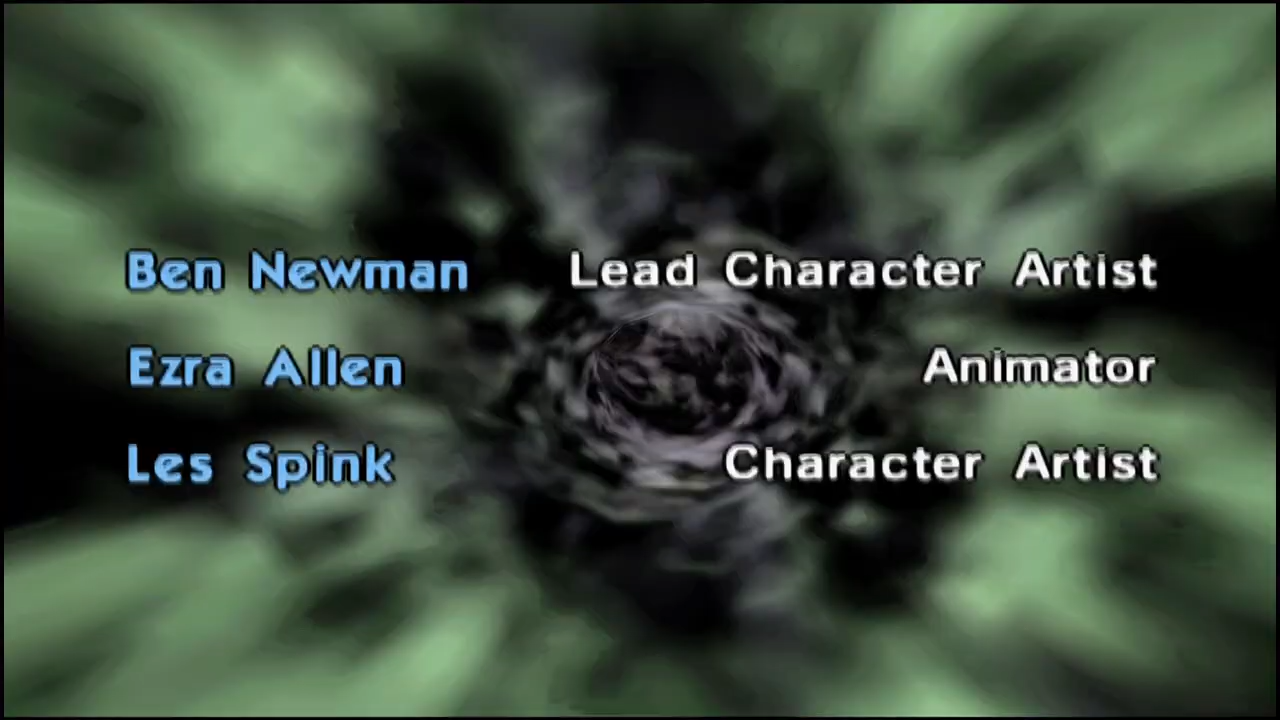 Ben Newman Lead Character Artist
Ezra Allen Animator
Les Spink Character Artist